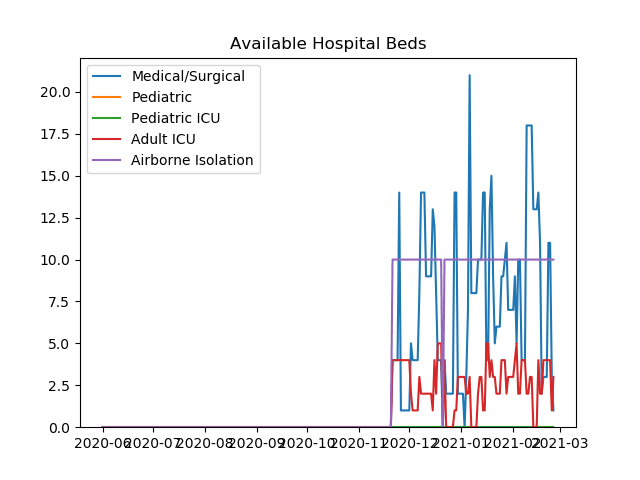 Available Hospital Beds
Medical/Surgical
Pediatric
Pediatric ICU
Adult ICU
Airborne Isolation
20.0
17.5
15.0
12.5
10.0
7.5
5.0
2.5
0.0
2020-06 2020-07 2020-08 2020-09 2020-10 2020-11 2020-12 2021-01 2021-02 2021-03